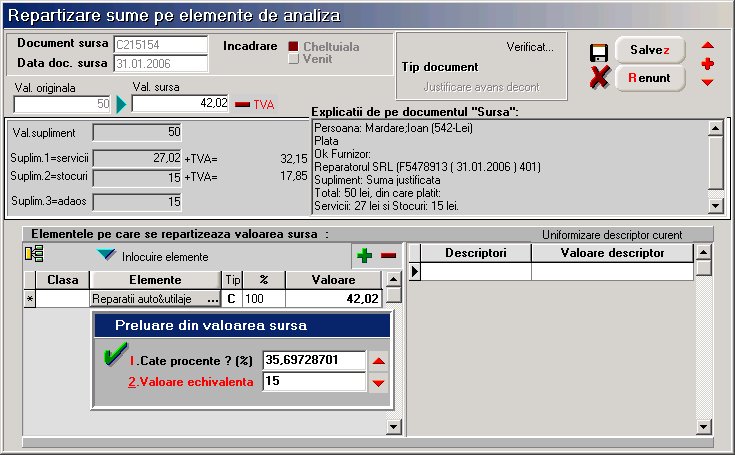 Repartizare sume pe elemente de analiza
Document sursa C215154
Data doc. sursa 31.01.2006
Incadrare Cheltuiala
Venit
Verificat...
Tip document
Justificare avans decont
Salvez
Renunt
Val. originala Val. sursa
50 42,02 TVA
Explicatii de pe documentul "Sursa":
Val.supliment 50
Suplim.1=servicii 27,02 +TVA= 32,15
Suplim.2=stocuri 15 +TVA= 17,85
Suplim.3=adaos 15
Persoana: Mardare;Ioan (542-Lei)
Plata
Ok Furnizor:
Reparatorul SRL (F5478913 ( 31.01.2006 ) 401)
Supliment: Suma justificata
Total: 50 lei, din care platit:
Servicii: 27 lei si Stocuri: 15 lei.
Elementele pe care se repartizeaza valoarea sursa :
Uniformizare descriptor curent
Inlocuire elemente
Clasa Elemente Tip % Valoare
* Reparatii auto&utilaje ... C 100 42,02
Descriptori Valoare descriptor
Preluare din valoarea sursa
1.Cate procente ? (%) 35,69728701
2.Valoare echivalenta 15